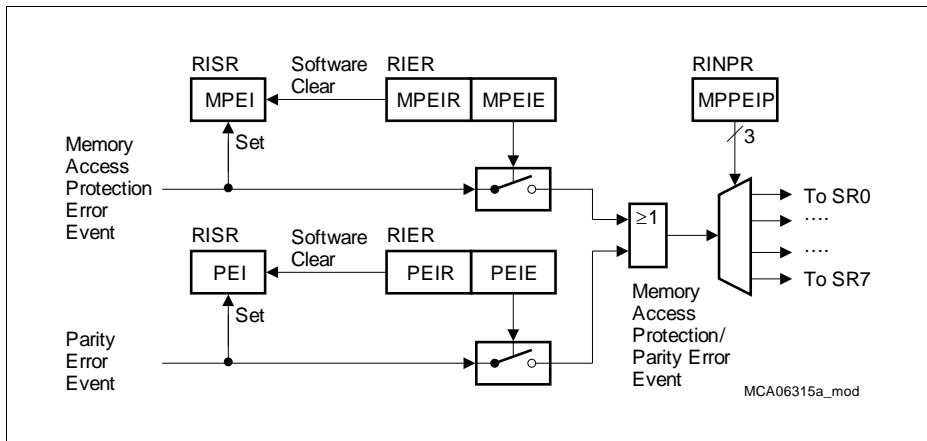 RISR
Software
Clear
RIER
RINPR
MPEI
MPEIR
MPEIE
MPPEIP
Set
3
Memory
Access
Protection
Error
Event
To SR0
....
....
To SR7
≥1
RISR
Software
Clear
RIER
PEI
PEIR
PEIE
Set
Memory
Access
Protection/
Parity Error
Event
Parity
Error
Event
MCA06315a_mod